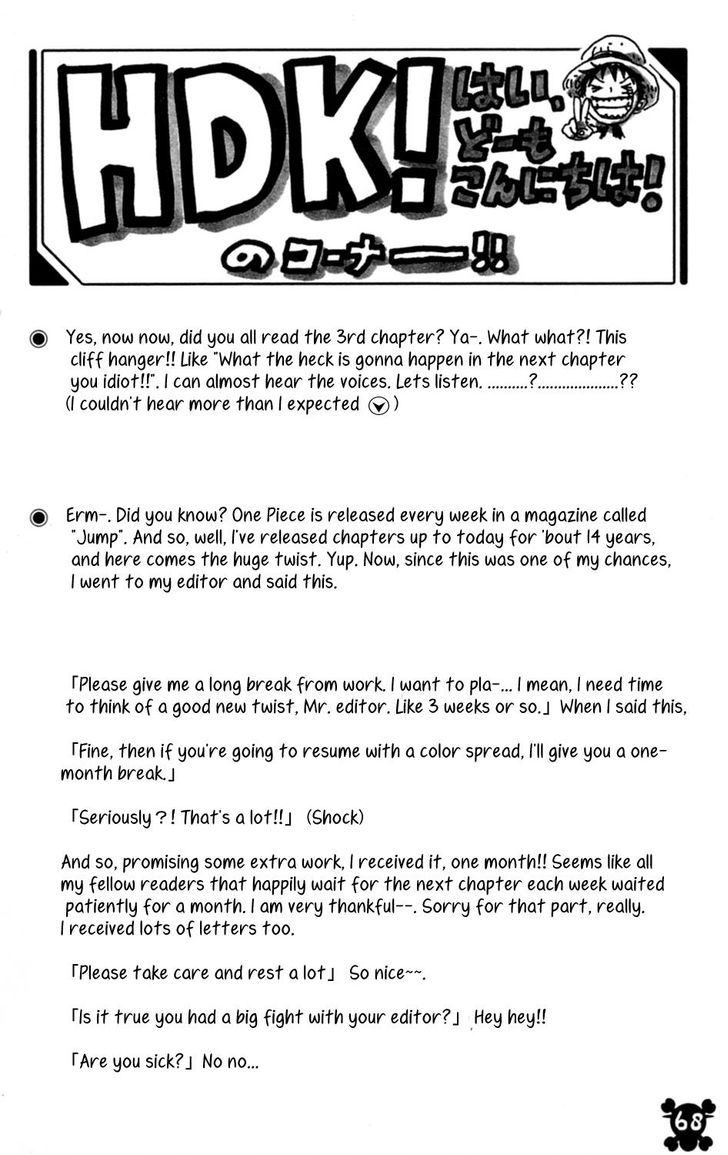 HDK!
はい、
どーも
こんにちは!
のコーナー!!
Yes, now now, did you all read the 3rd chapter? Ya-. What what?! This
cliff hanger!! Like "What the heck is gonna happen in the next chapter
you idiot!!". I can almost hear the voices. Lets listen. ..........?....................??
(I couldn't hear more than I expected )
Erm-. Did you know? One Piece is released every week in a magazine called
"Jump". And so, well, I've released chapters up to today for 'bout 14 years,
and here comes the huge twist. Yup. Now, since this was one of my chances,
I went to my editor and said this.
「Please give me a long break from work. I want to pla-... I mean, I need time
to think of a good new twist, Mr. editor. Like 3 weeks or so.」 When I said this,
「Fine, then if you're going to resume with a color spread, I'll give you a one-
month break.」
「Seriously?! That's a lot!!」 (Shock)
And so, promising some extra work, I received it, one month!! Seems like all
my fellow readers that happily wait for the next chapter each week waited
patiently for a month. I am very thankful--. Sorry for that part, really.
I received lots of letters too.
「Please take care and rest a lot」 So nice~~.
「Is it true you had a big fight with your editor?」 Hey hey!!
「Are you sick?」 No no...
68